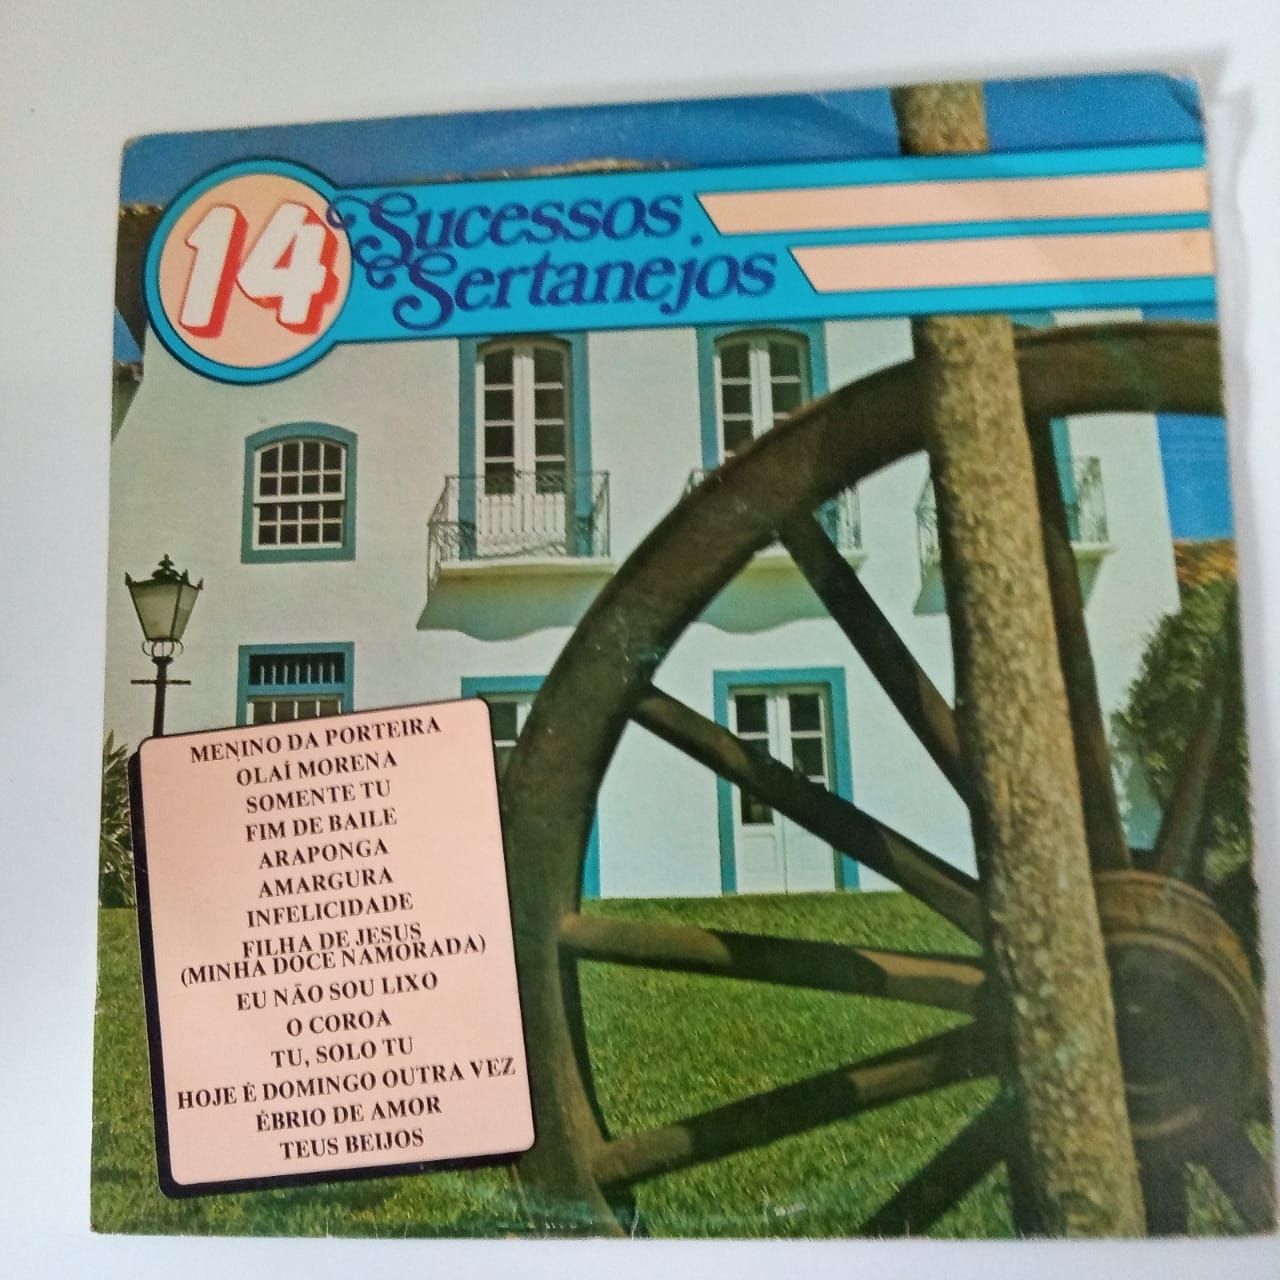 14
Sucessos
Sertanejos
MENINO DA PORTEIRA
OLAÍ MORENA
SOMENTE TU
FIM DE BAILE
ARAPONGA
AMARGURA
INFELICIDADE
FILHA DE JESUS
(MINHA DOCE NAMORADA)
EU NÃO SOU LIXO
O COROA
TU, SOLO TU
HOJE É DOMINGO OUTRA VEZ
ÉBRIO DE AMOR
TEUS BEIJOS